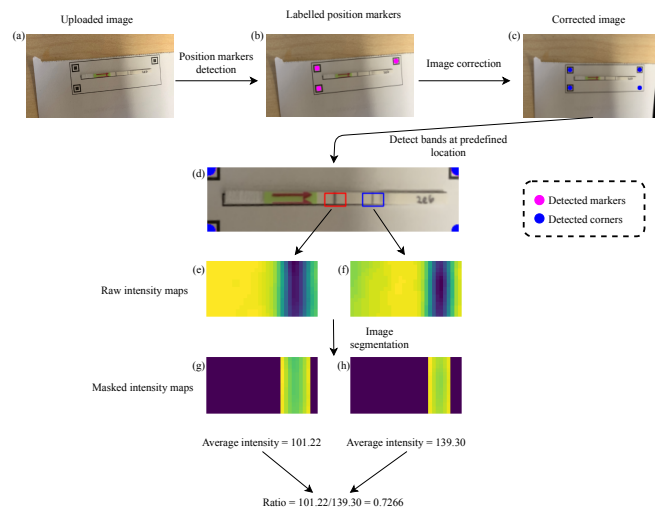 Uploaded image
Labelled position markers
Corrected image
(a)
(b)
(c)
Position markers
detection
Image correction
Detect bands at predefined
location
(d)
Detected markers
Detected corners
(e)
(f)
Raw intensity maps
Image
segmentation
(g)
(h)
Masked intensity maps
Average intensity = 101.22
Average intensity = 139.30
Ratio = 101.22/139.30 = 0.7266